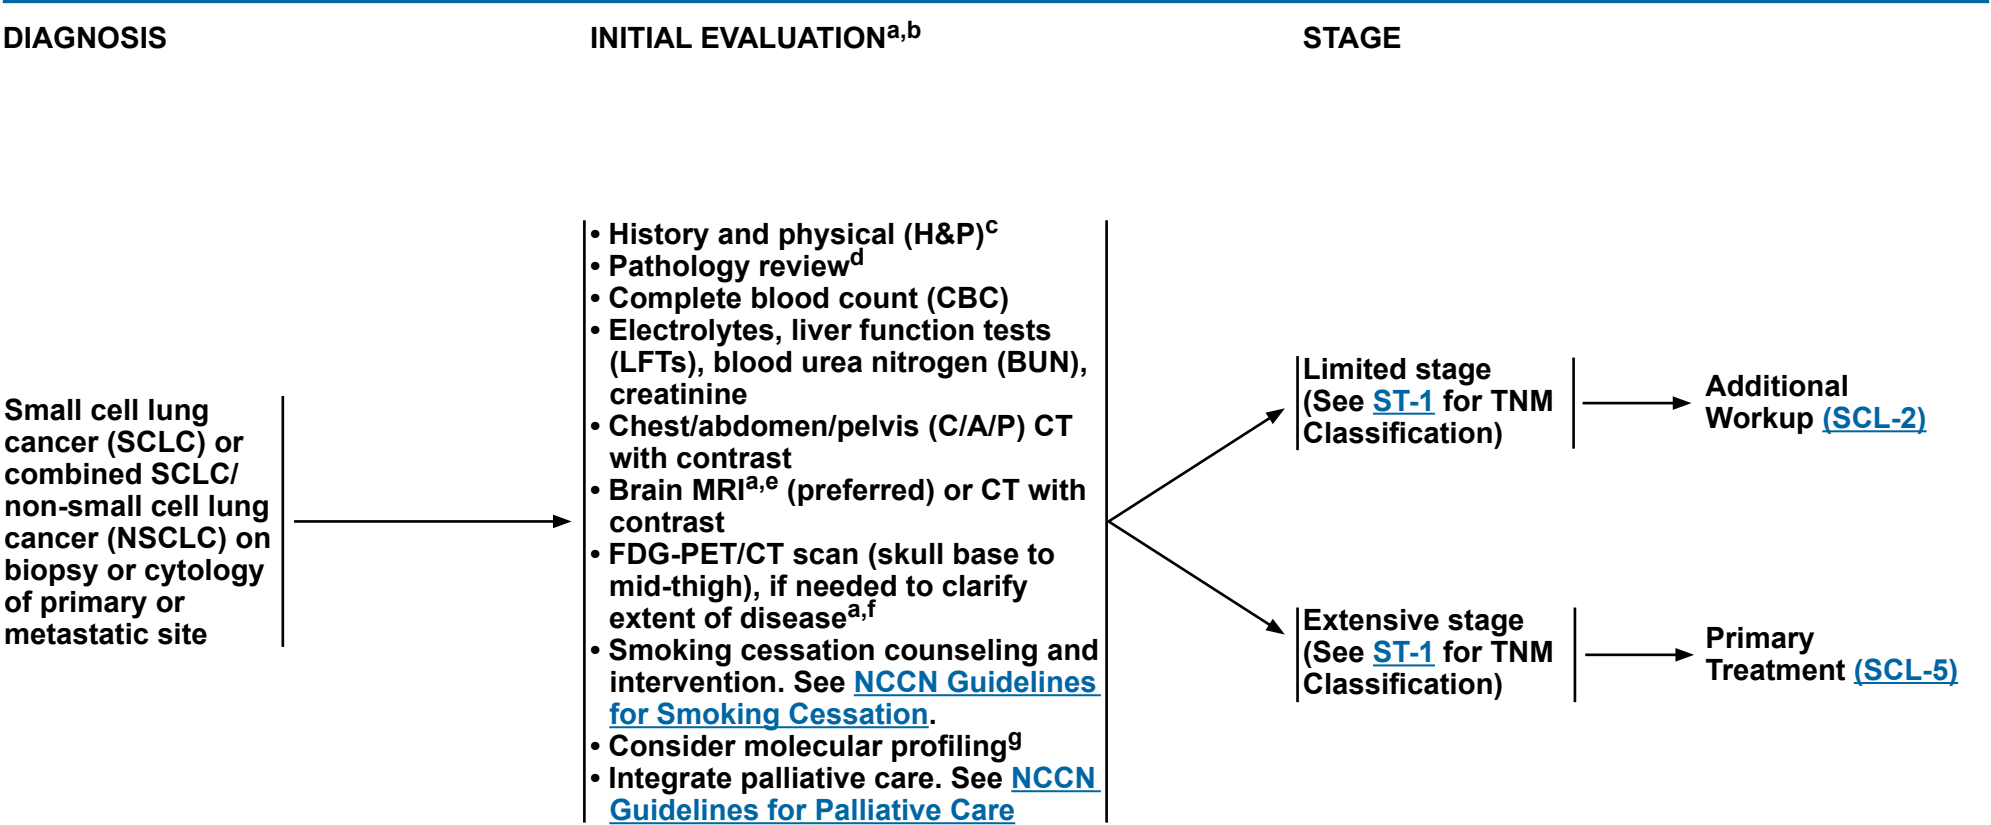 DIAGNOSIS
INITIAL EVALUATIONa,b
STAGE
Small cell lung
cancer (SCLC) or
combined SCLC/
non-small cell lung
cancer (NSCLC) on
biopsy or cytology
of primary or
metastatic site
• History and physical (H&P)c
• Pathology reviewd
• Complete blood count (CBC)
• Electrolytes, liver function tests
(LFTs), blood urea nitrogen (BUN),
creatinine
• Chest/abdomen/pelvis (C/A/P) CT
with contrast
• Brain MRIa,e (preferred) or CT with
contrast
• FDG-PET/CT scan (skull base to
mid-thigh), if needed to clarify
extent of diseasea,f
• Smoking cessation counseling and
intervention. See NCCN Guidelines
for Smoking Cessation.
• Consider molecular profilingg
• Integrate palliative care. See NCCN
Guidelines for Palliative Care
Limited stage
(See ST-1 for TNM
Classification)
Additional
Workup (SCL-2)
Extensive stage
(See ST-1 for TNM
Classification)
Primary
Treatment (SCL-5)